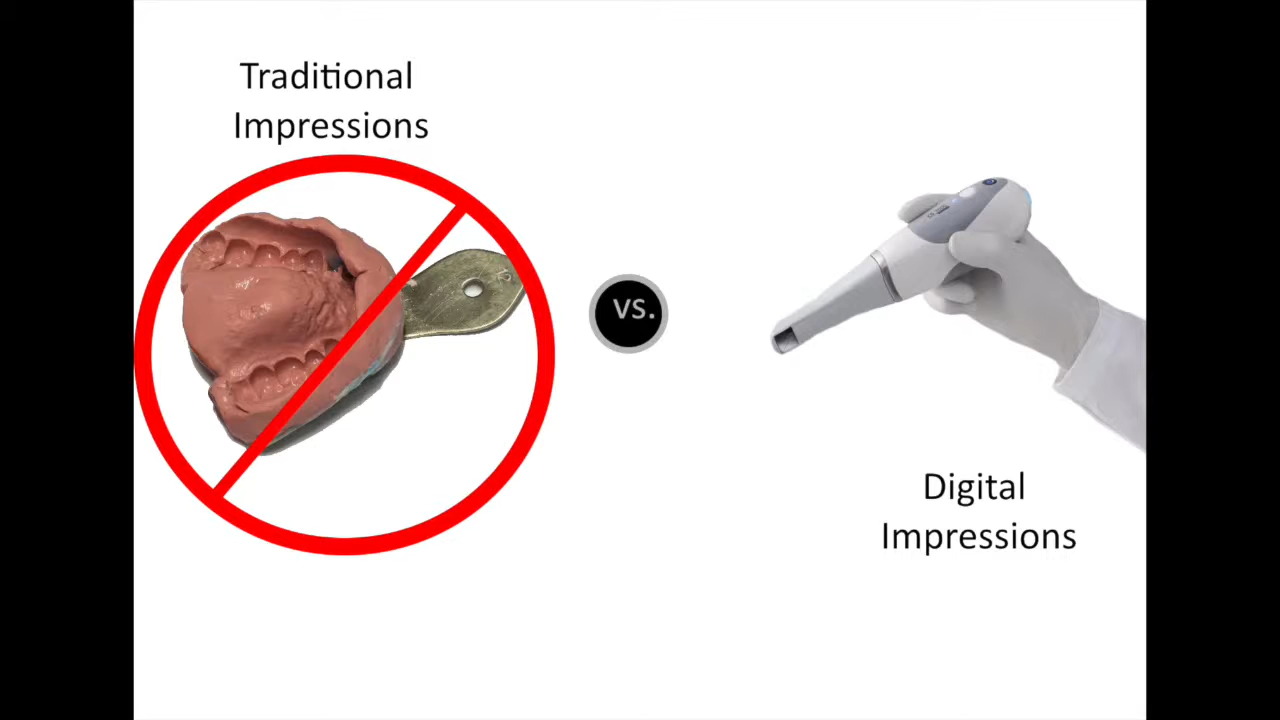 Traditional
Impressions
vs.
Digital
Impressions